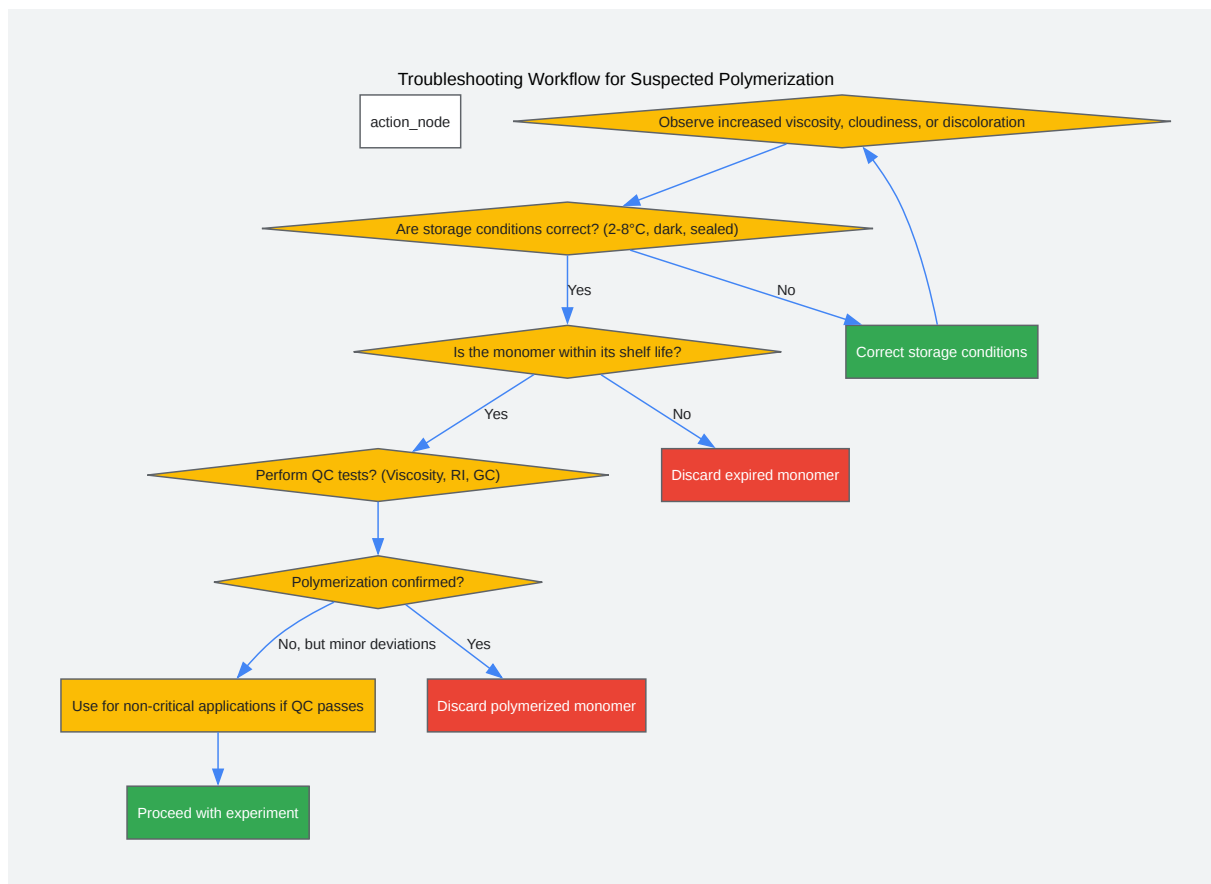 Troubleshooting Workflow for Suspected Polymerization
action_node
Observe increased viscosity, cloudiness, or discoloration
Are storage conditions correct? (2-8°C, dark, sealed)
Yes
No
Is the monomer within its shelf life?
Correct storage conditions
Yes
No
Perform QC tests? (Viscosity, RI, GC)
Discard expired monomer
Polymerization confirmed?
No, but minor deviations
Yes
Use for non-critical applications if QC passes
Discard polymerized monomer
Proceed with experiment